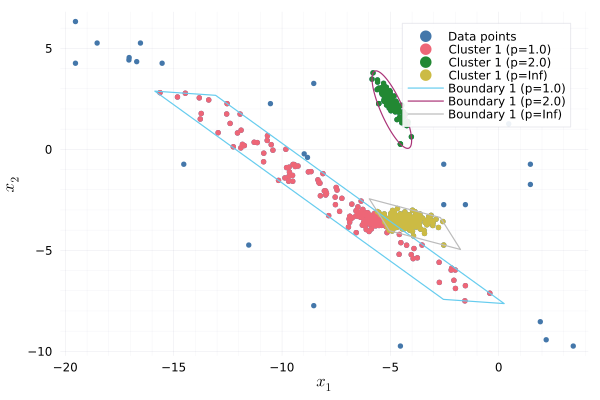 5
0
−5
−10
−20
−15
−10
−5
0
x₁
x₂
Data points
Cluster 1 (p=1.0)
Cluster 1 (p=2.0)
Cluster 1 (p=Inf)
Boundary 1 (p=1.0)
Boundary 1 (p=2.0)
Boundary 1 (p=Inf)